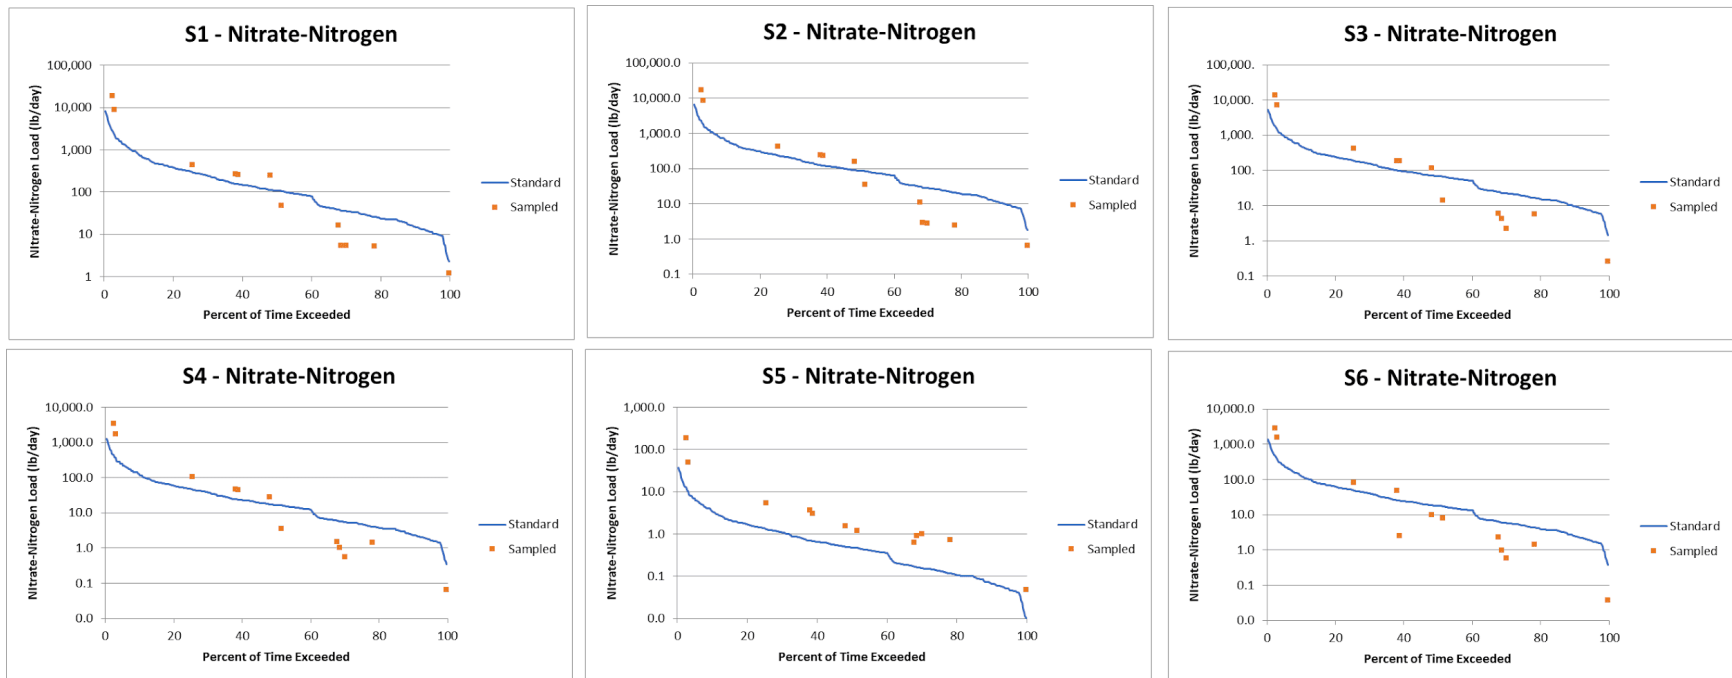 S1 - Nitrate-Nitrogen
NItrate-Nitrogen Load (lb/day)
100,000
10,000
1,000
100
10
1
0 20 40 60 80 100
Percent of Time Exceeded
Standard
Sampled
S2 - Nitrate-Nitrogen
NItrate-Nitrogen Load (lb/day)
100,000.0
10,000.0
1,000.0
100.0
10.0
1.0
0.1
0 20 40 60 80 100
Percent of Time Exceeded
Standard
Sampled
S3 - Nitrate-Nitrogen
NItrate-Nitrogen Load (lb/day)
100,000.
10,000.
1,000.
100.
10.
1.
0.1
0 20 40 60 80 100
Percent of Time Exceeded
Standard
Sampled
S4 - Nitrate-Nitrogen
NItrate-Nitrogen Load (lb/day)
10,000.0
1,000.0
100.0
10.0
1.0
0.1
0.0
0 20 40 60 80 100
Percent of Time Exceeded
Standard
Sampled
S5 - Nitrate-Nitrogen
NItrate-Nitrogen Load (lb/day)
1,000.0
100.0
10.0
1.0
0.1
0.0
0 20 40 60 80 100
Percent of Time Exceeded
Standard
Sampled
S6 - Nitrate-Nitrogen
NItrate-Nitrogen Load (lb/day)
10,000.0
1,000.0
100.0
10.0
1.0
0.1
0.0
0 20 40 60 80 100
Percent of Time Exceeded
Standard
Sampled